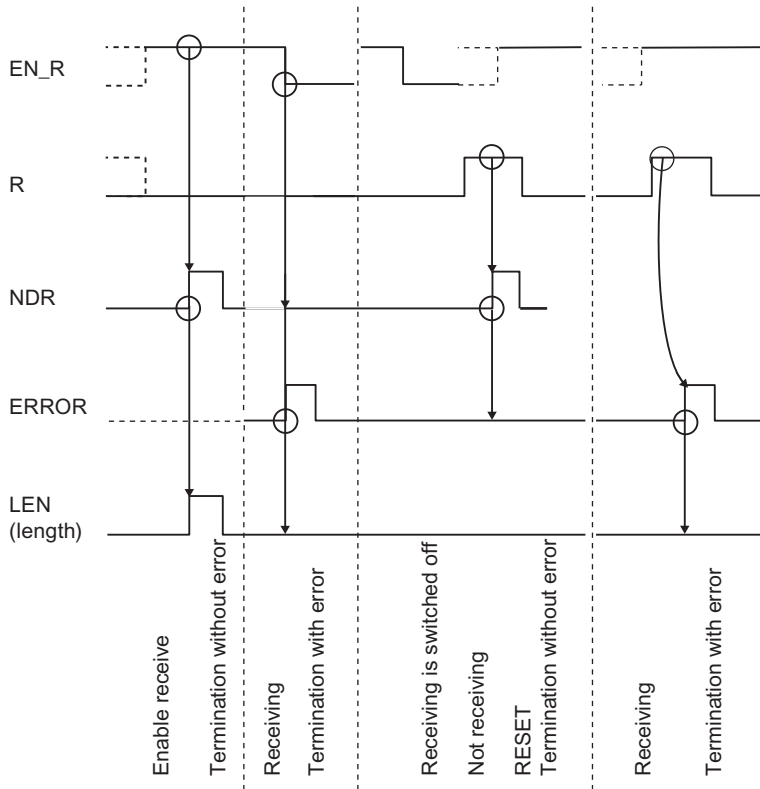 EN_R
R
NDR
ERROR
LEN
(length)
Enable receive
Termination without error
Receiving
Termination with error
Receiving is switched off
Not receiving
RESET
Termination without error
Receiving
Termination with error